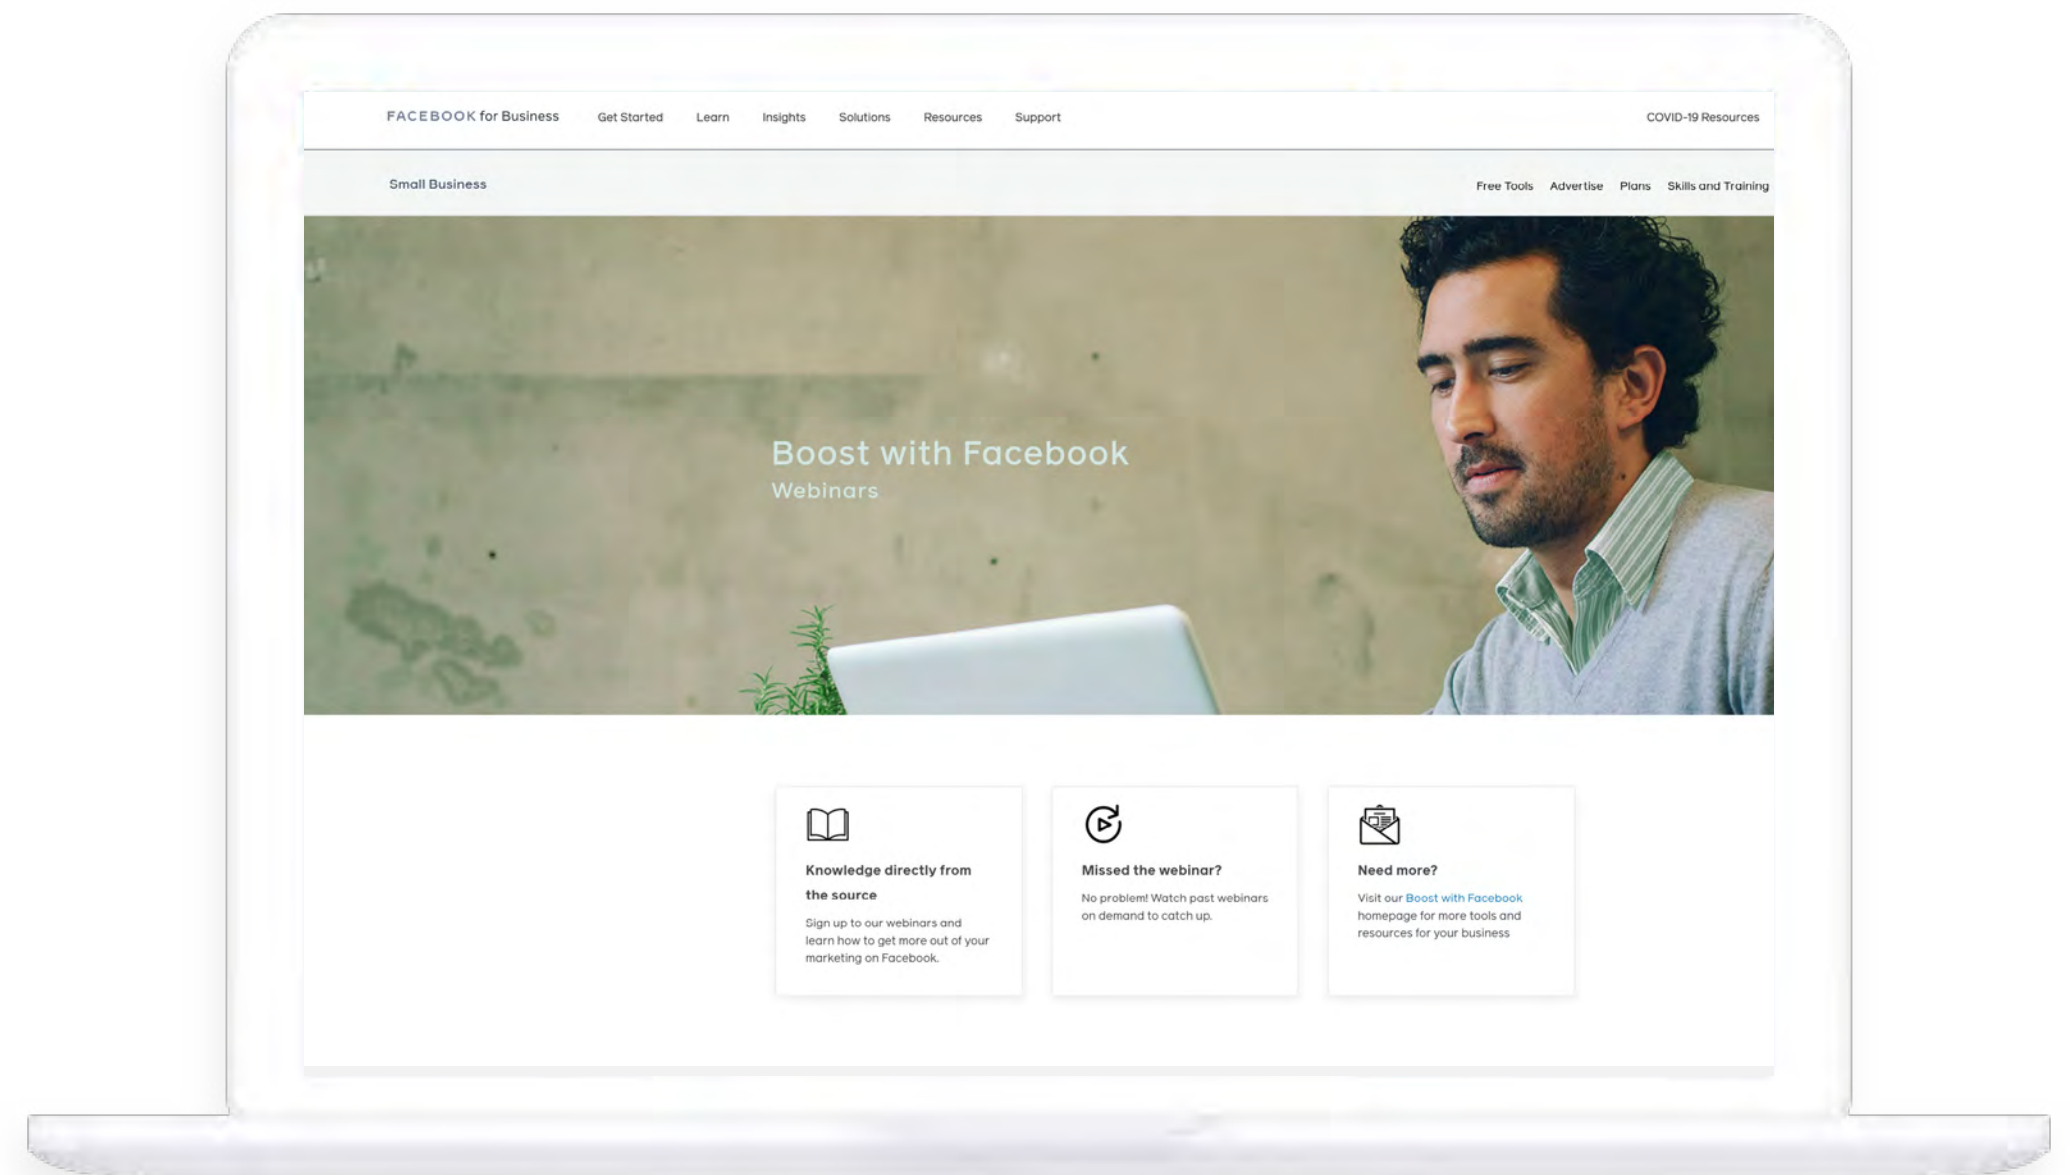 FACEBOOK for Business Get Started Learn Insights Solutions Resources Support COVID-19 Resources
Small Business Free Tools Advertise Plans Skills and Training
Boost with Facebook
Webinars
Knowledge directly from
the source
Sign up to our webinars and
learn how to get more out of your
marketing on Facebook.
Missed the webinar?
No problem! Watch past webinars
on demand to catch up.
Need more?
Visit our Boost with Facebook
homepage for more tools and
resources for your business